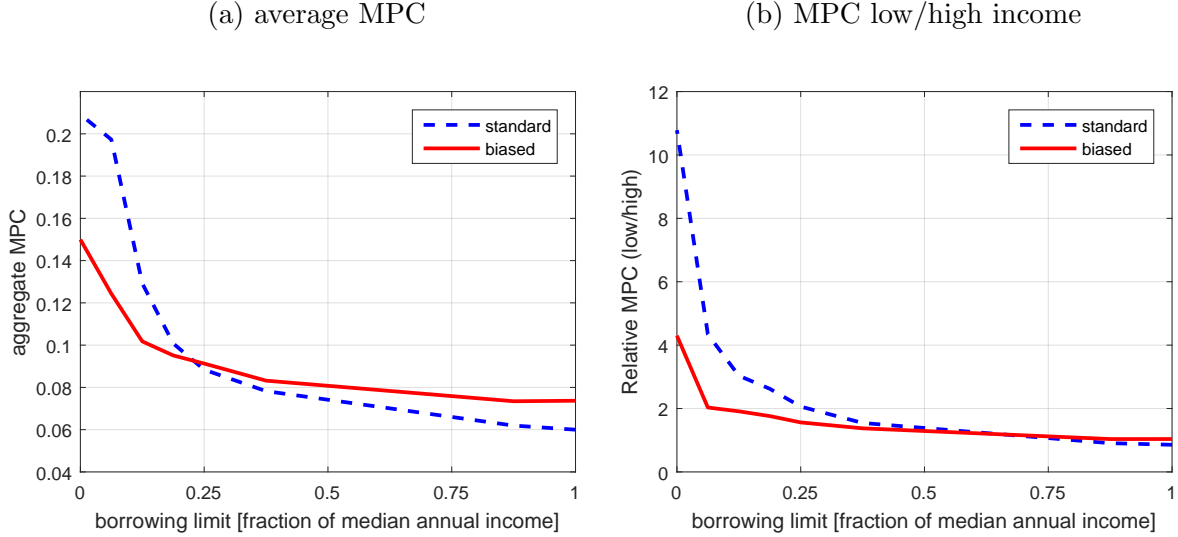 (a) average MPC
(b) MPC low/high income
0.2
0.18
0.16
0.14
0.12
0.1
0.08
0.06
0.04
0
0.25
0.5
0.75
1
aggregate MPC
borrowing limit [fraction of median annual income]
standard
biased
12
10
8
6
4
2
0
0
0.25
0.5
0.75
1
Relative MPC (low/high)
borrowing limit [fraction of median annual income]
standard
biased